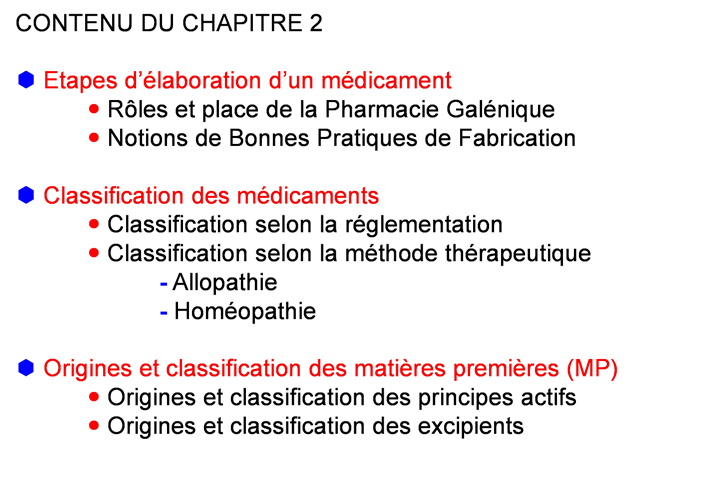 CONTENU DU CHAPITRE 2
Etapes d'élaboration d'un médicament
Rôles et place de la Pharmacie Galénique
Notions de Bonnes Pratiques de Fabrication
Classification des médicaments
Classification selon la réglementation
Classification selon la méthode thérapeutique
- Allopathie
- Homéopathie
Origines et classification des matières premières (MP)
Origines et classification des principes actifs
Origines et classification des excipients